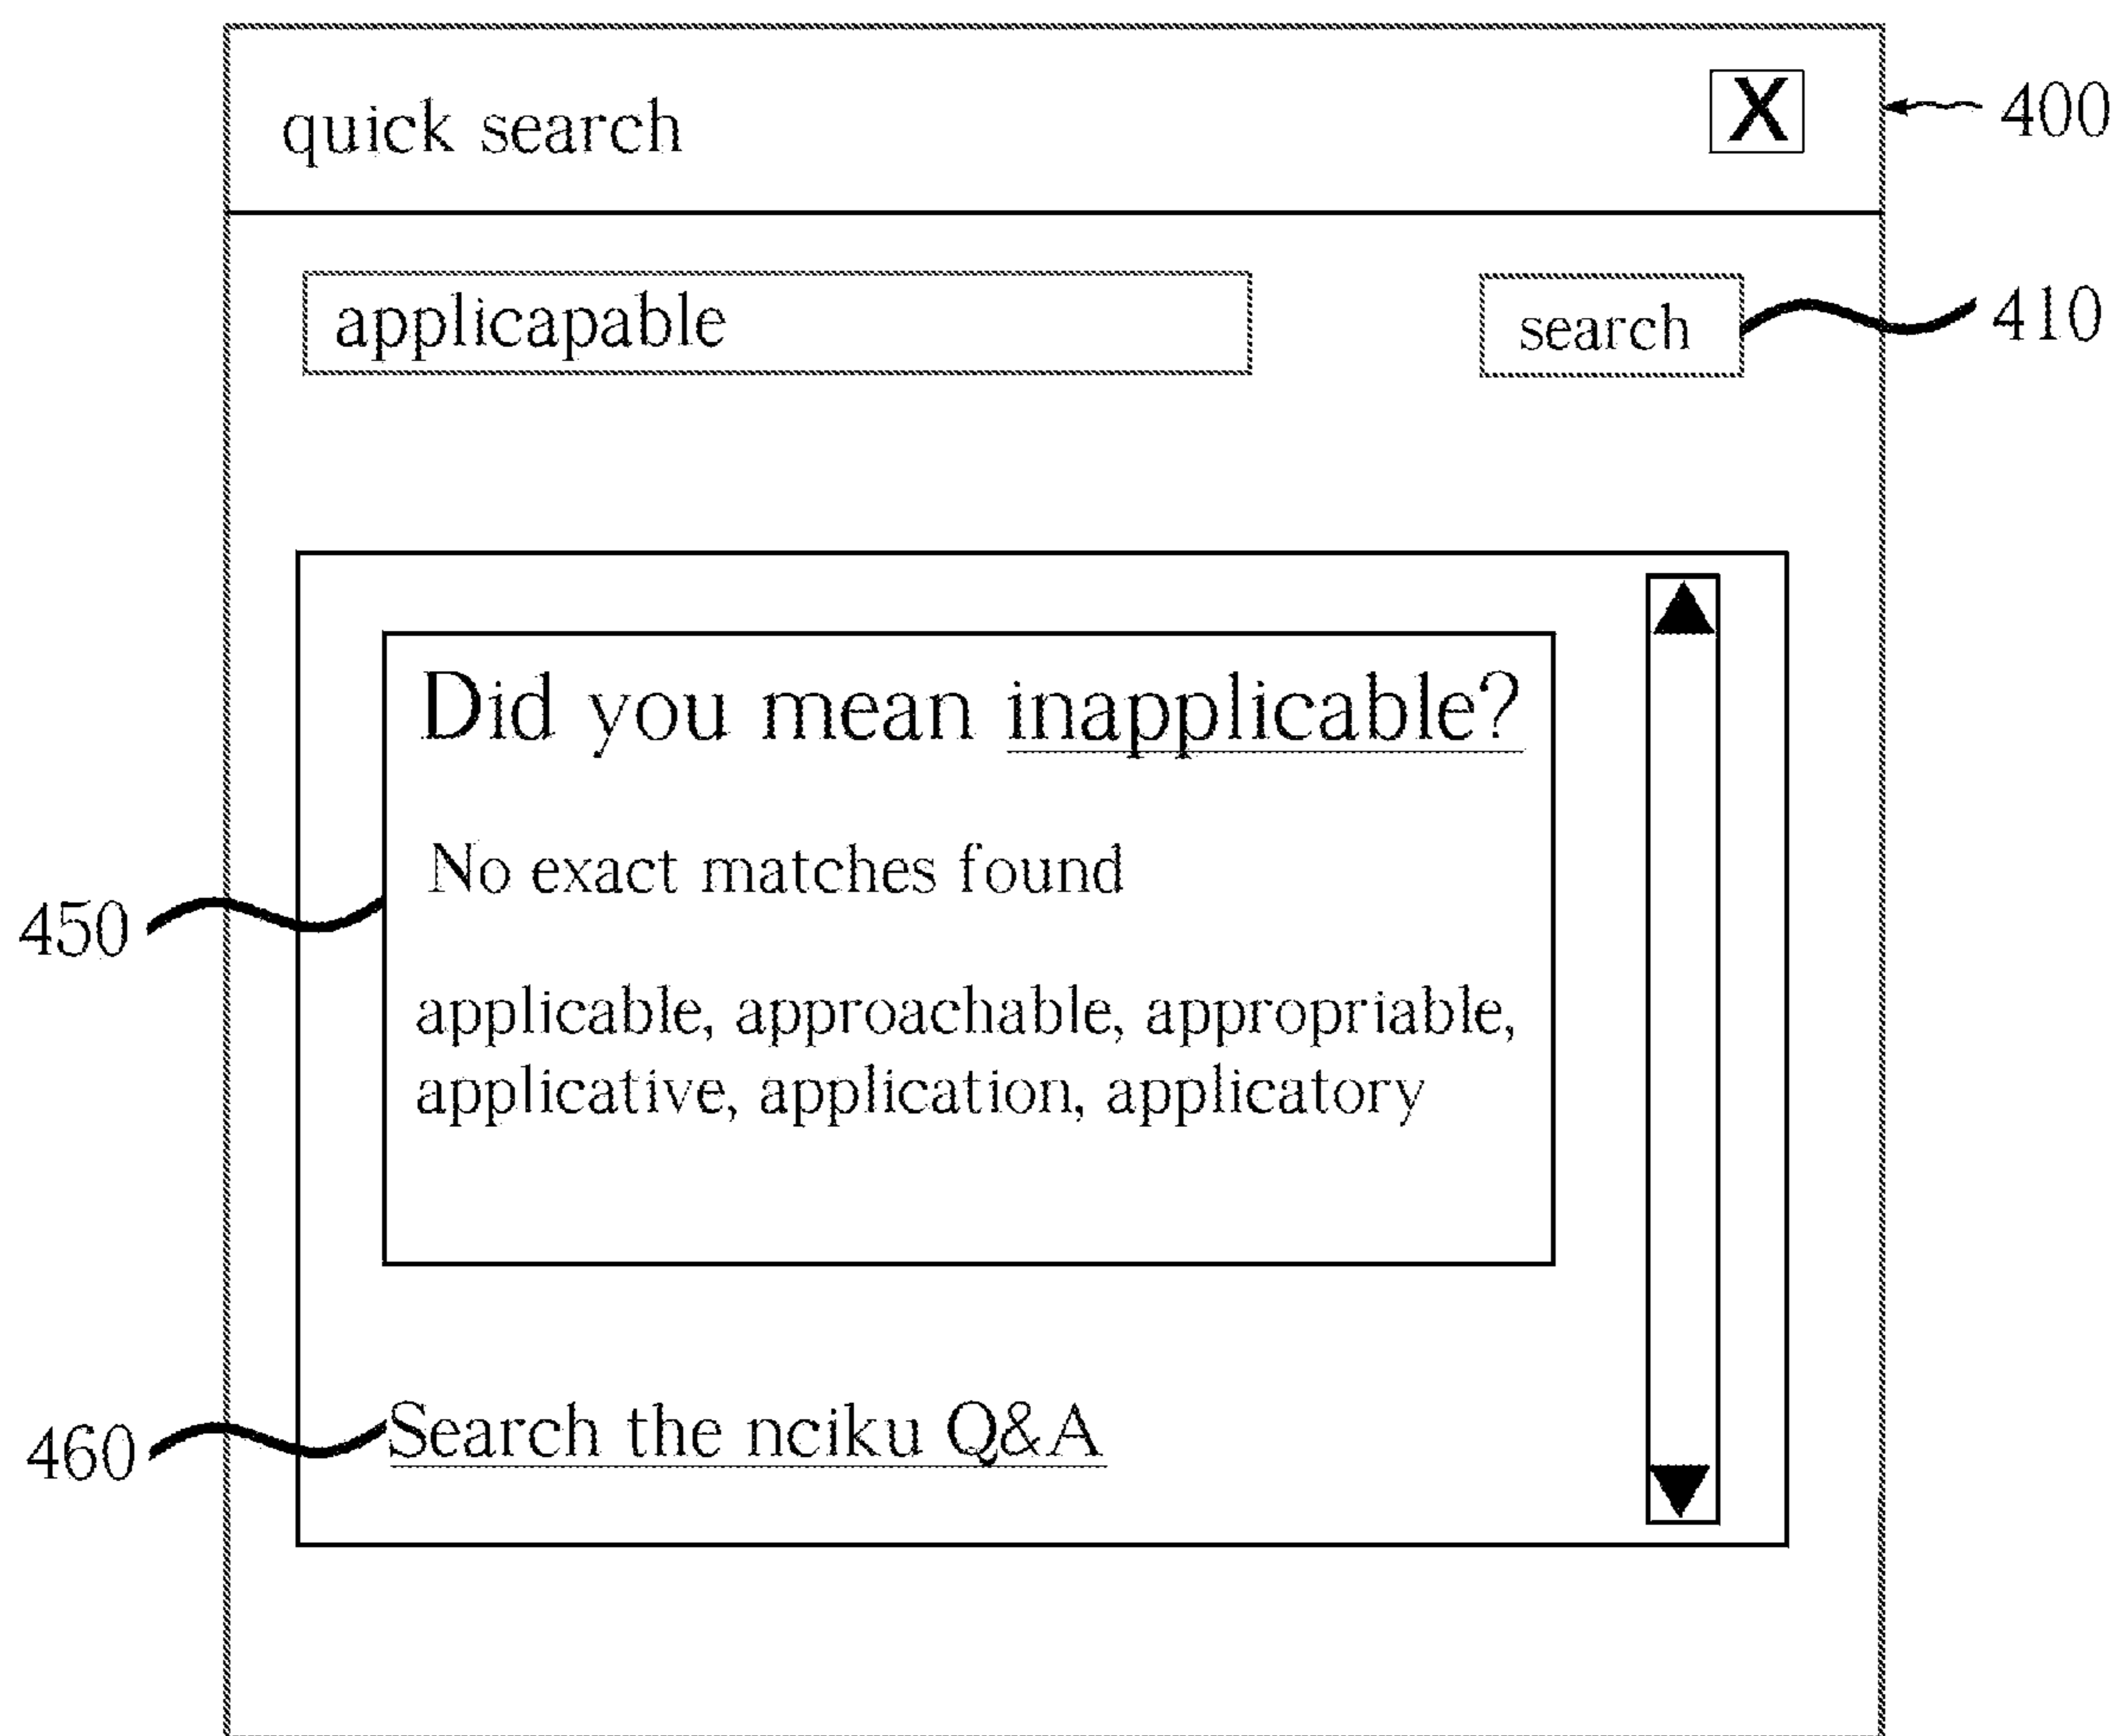 quick search
X
400
applicapable
search
410
Did you mean inapplicable?
No exact matches found
450
applicable, approachable, appropriable,
applicative, application, applicatory
460
Search the nciku Q&A